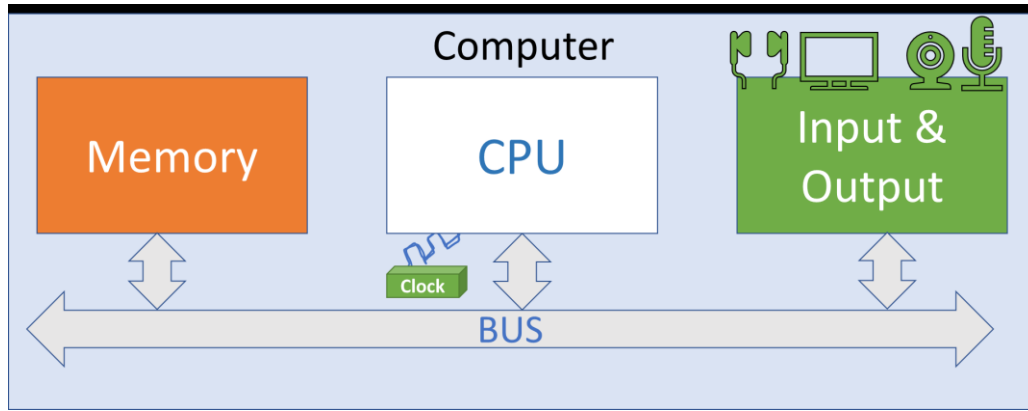 Computer
Memory
CPU
Input &
Output
Clock
BUS